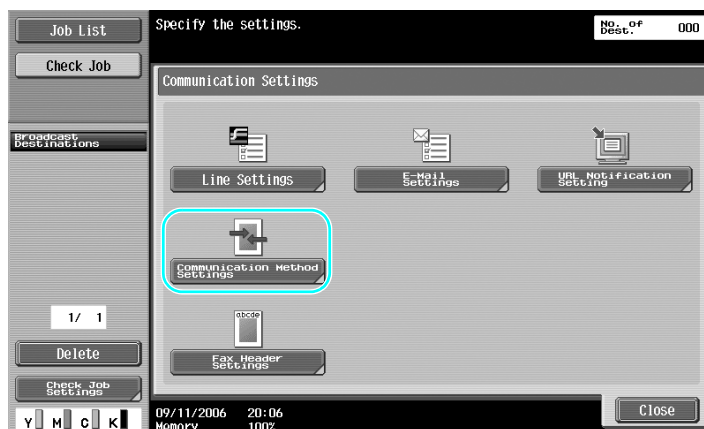 Job List
Check Job
Broadcast
Destinations
1/ 1
Delete
Check Job
Settings
Y M C K
Specify the settings.
No. of
Dest. 000
Communication Settings
Line Settings
E-Mail
Settings
URL Notification
Setting
Communication Method
Settings
abcde
Fax Header
Settings
09/11/2006 20:06
Memory 100%
Close